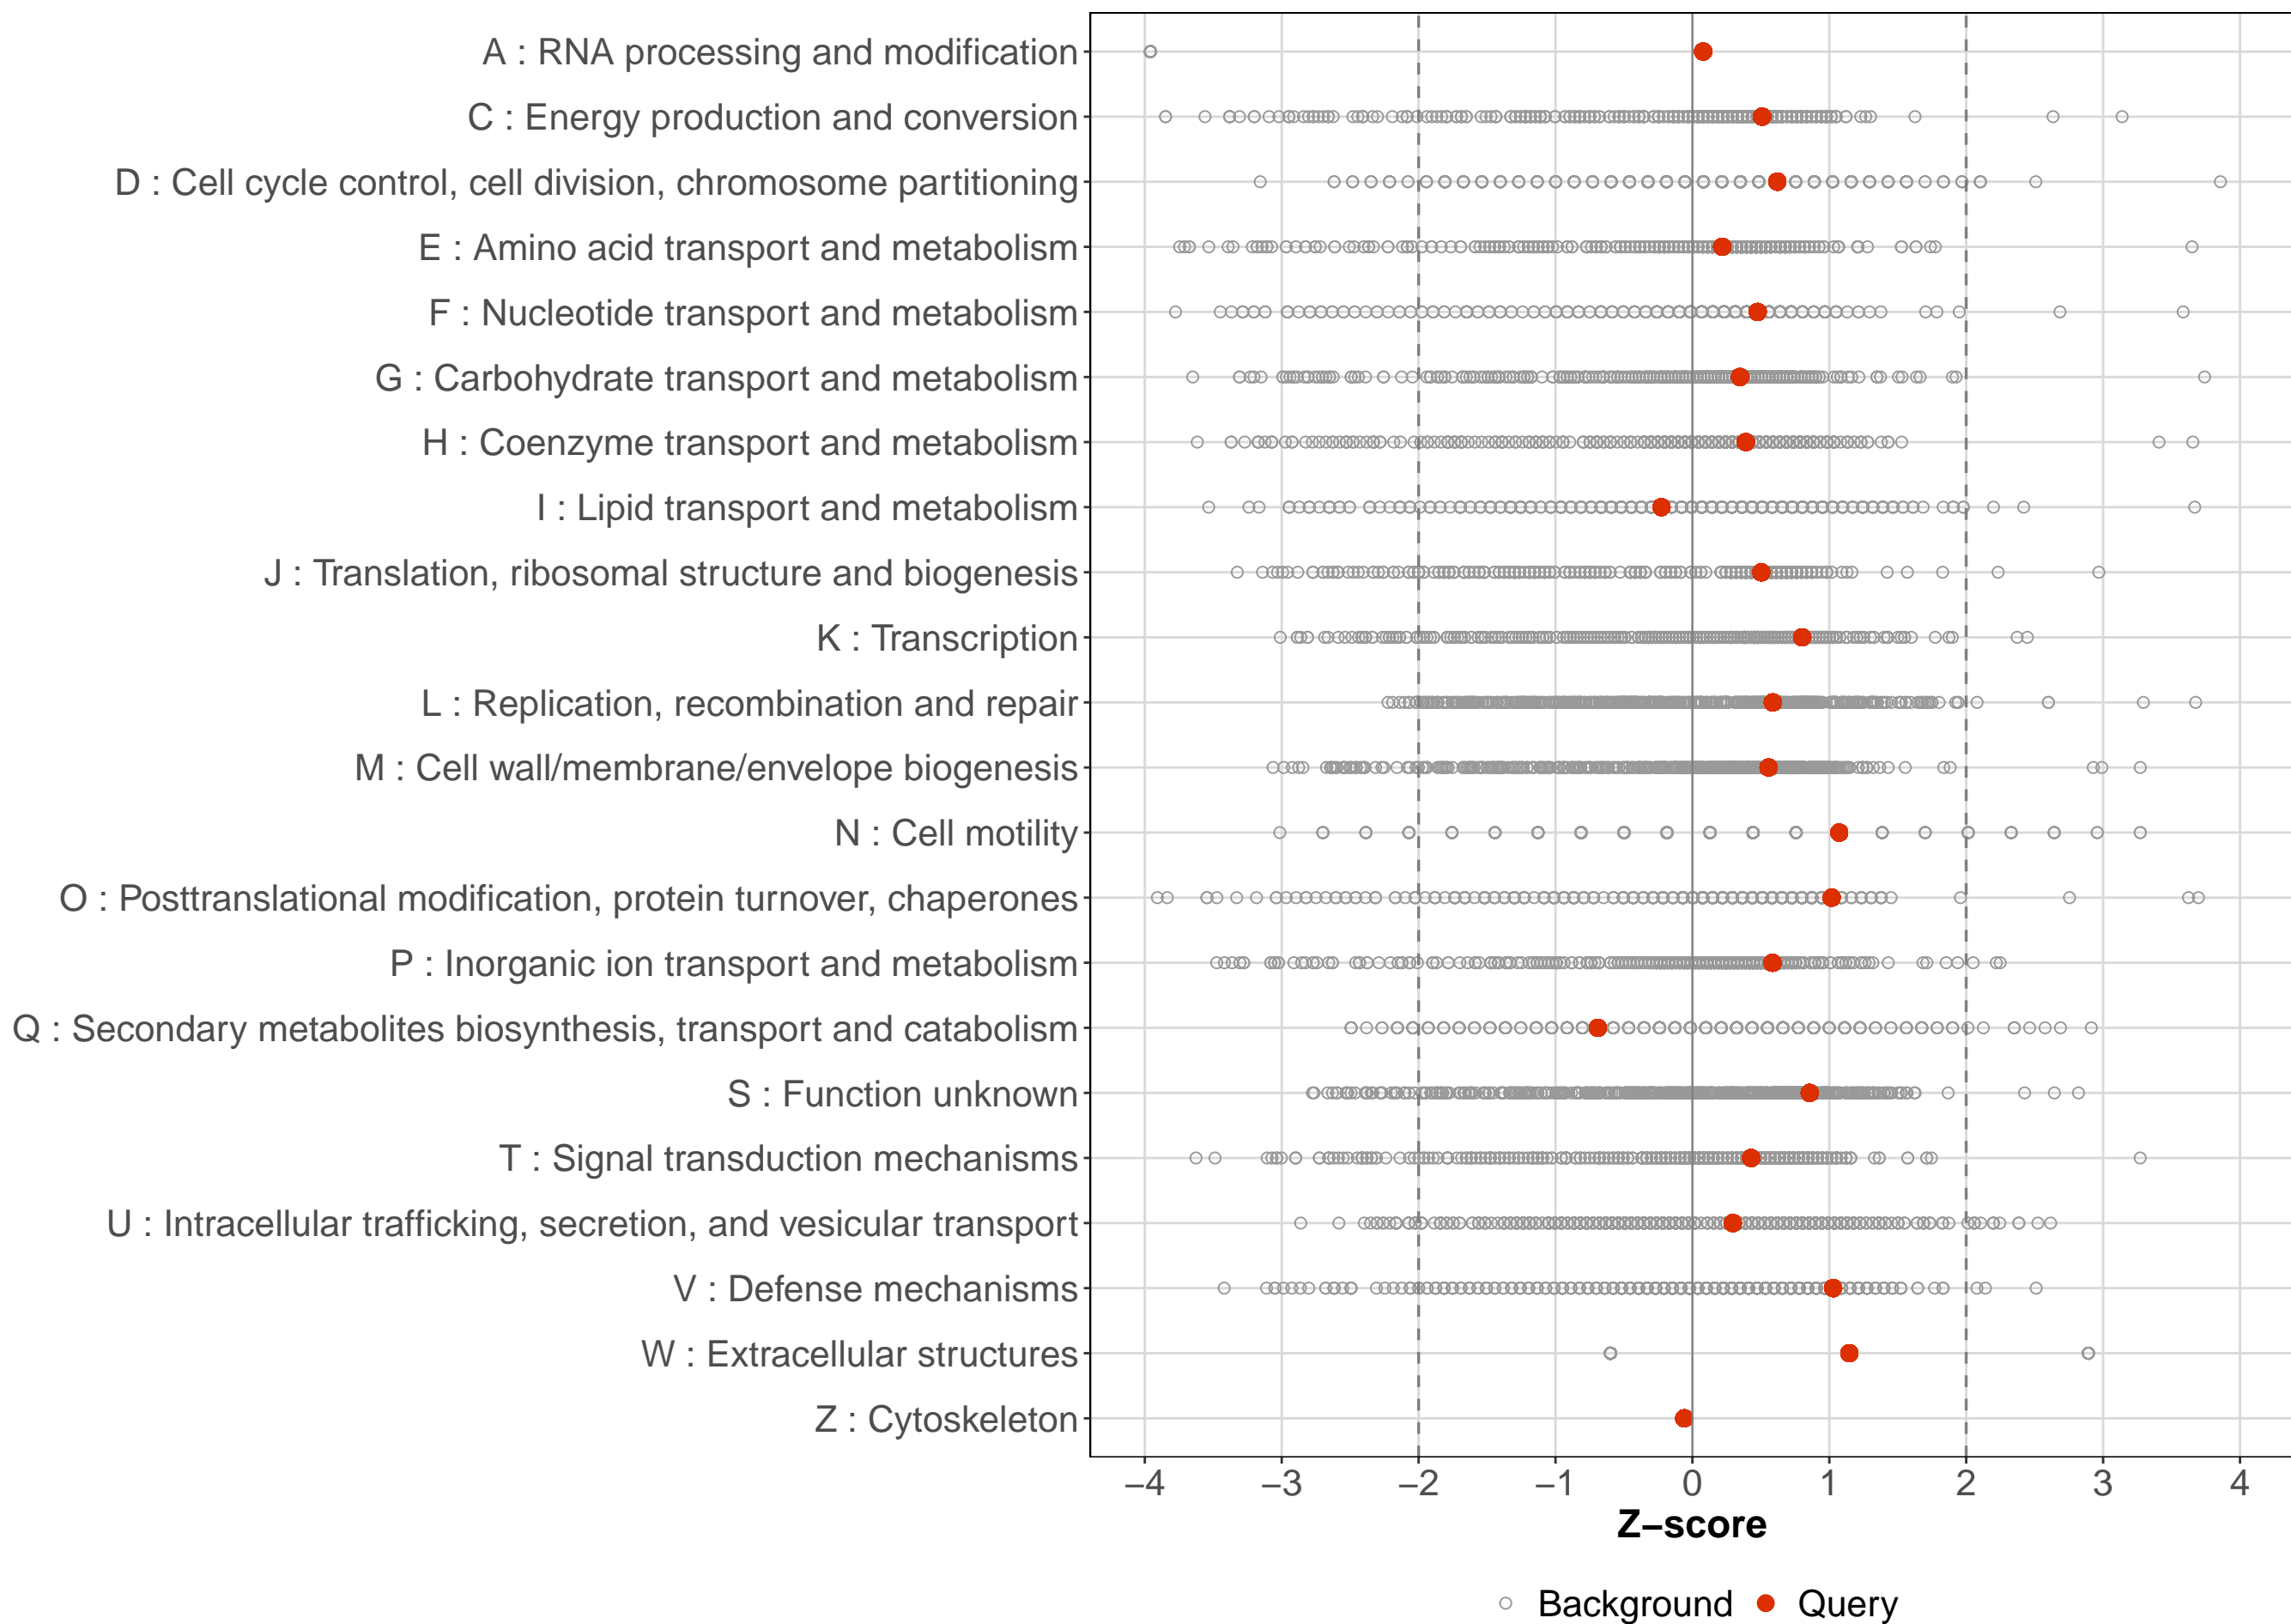 A : RNA processing and modification
C : Energy production and conversion
D : Cell cycle control, cell division, chromosome partitioning
E : Amino acid transport and metabolism
F : Nucleotide transport and metabolism
G : Carbohydrate transport and metabolism
H : Coenzyme transport and metabolism
I : Lipid transport and metabolism
J : Translation, ribosomal structure and biogenesis
K : Transcription
L : Replication, recombination and repair
M : Cell wall/membrane/envelope biogenesis
N : Cell motility
O : Posttranslational modification, protein turnover, chaperones
P : Inorganic ion transport and metabolism
Q : Secondary metabolites biosynthesis, transport and catabolism
S : Function unknown
T : Signal transduction mechanisms
U : Intracellular trafficking, secretion, and vesicular transport
V : Defense mechanisms
W : Extracellular structures
Z : Cytoskeleton
−4 −3 −2 −1 0 1 2 3 4
Z−score
Background Query